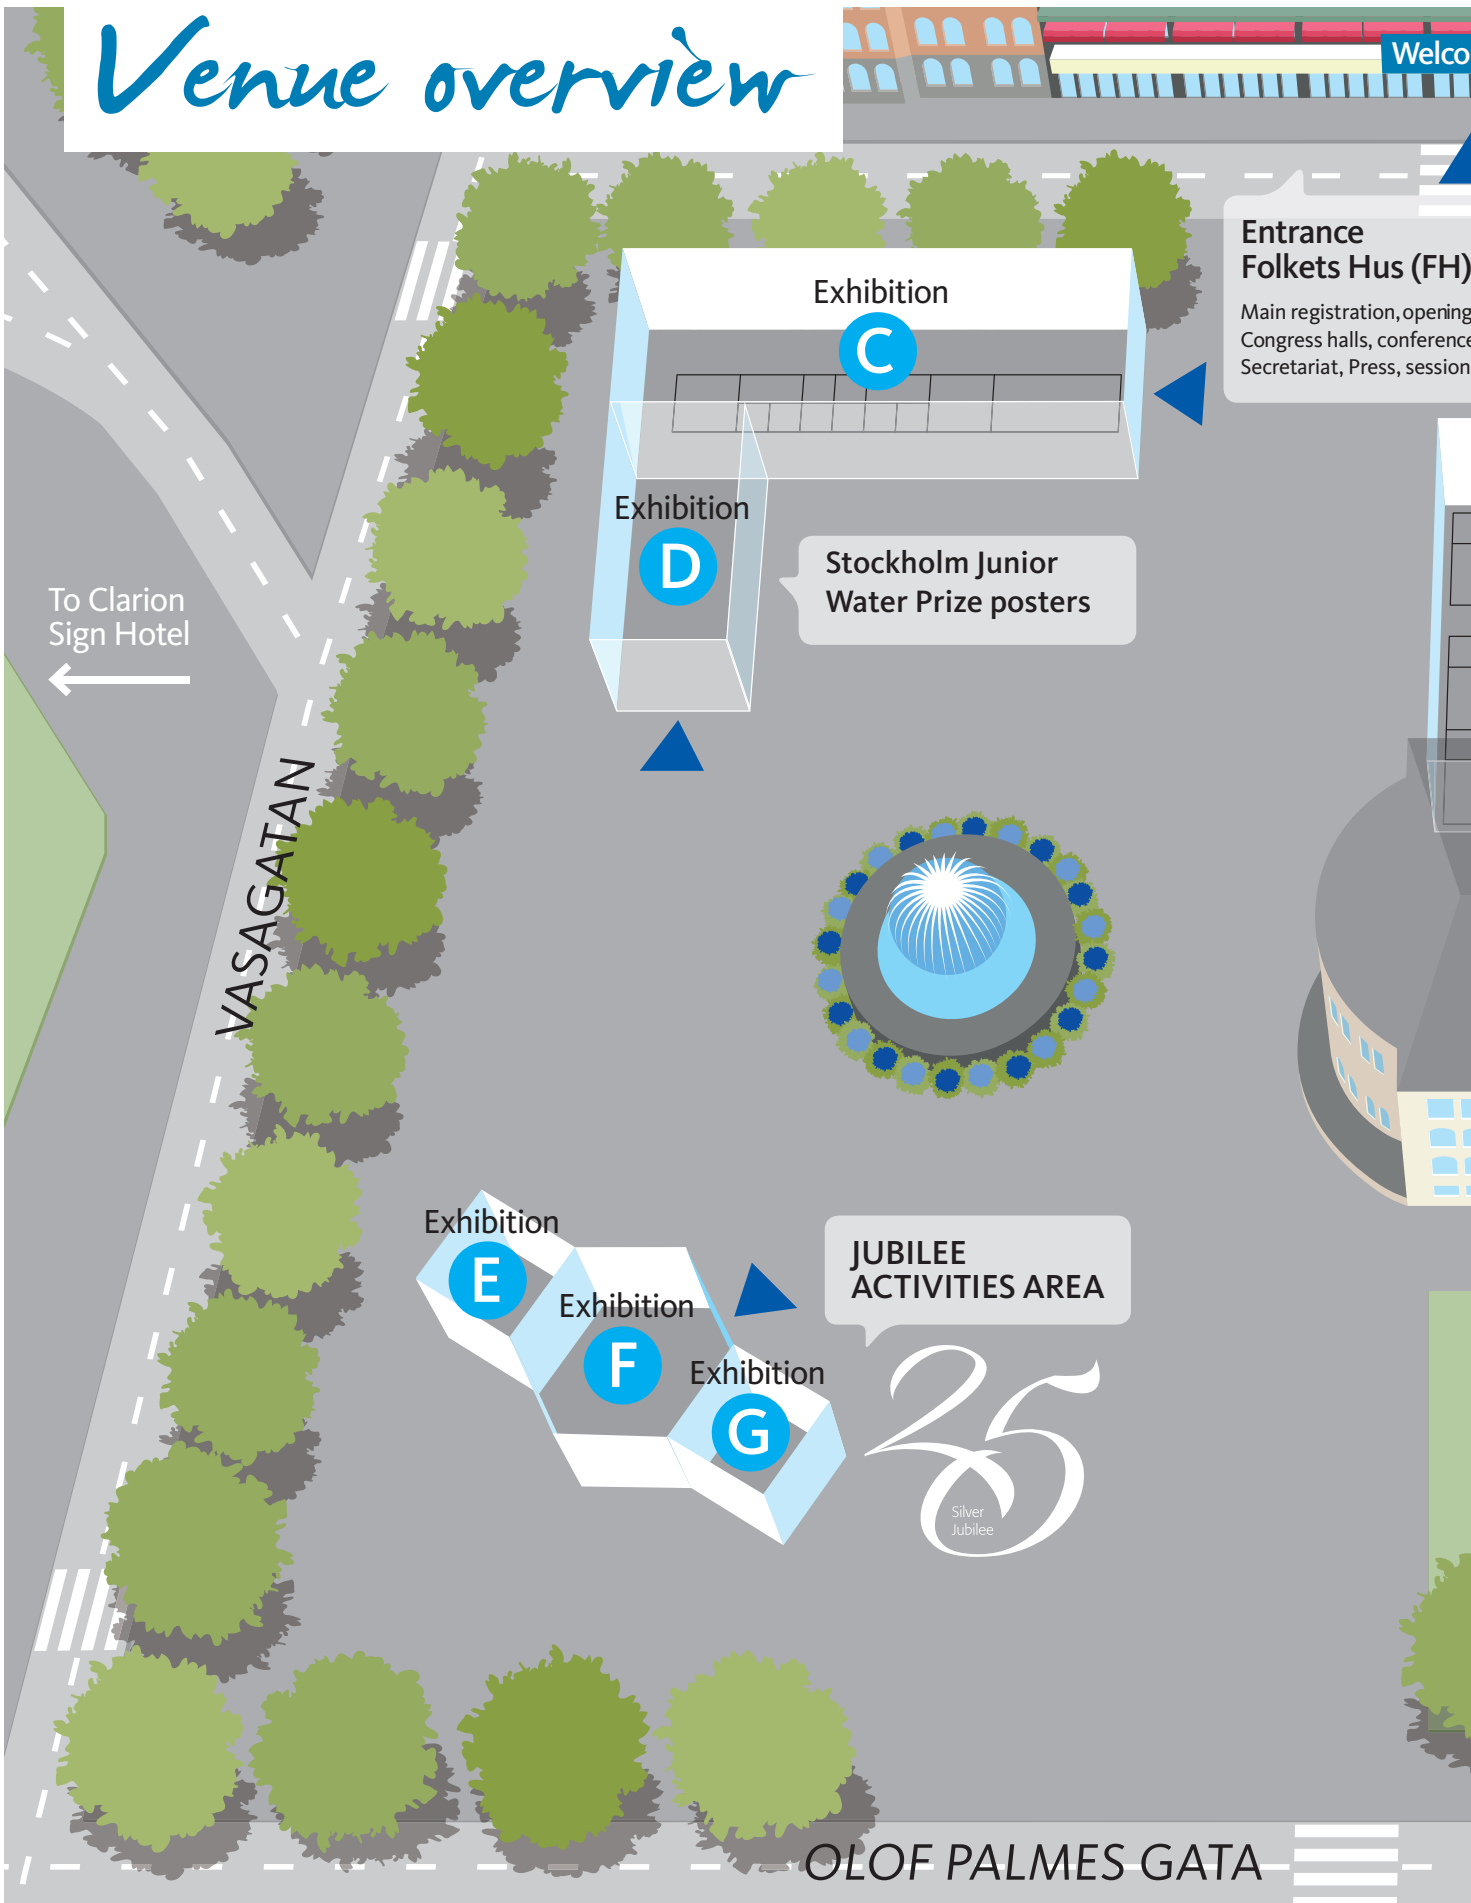 Venue overview
Welco
Entrance
Folkets Hus (FH)
Main registration, opening
Congress halls, conference
Secretariat, Press, session
Exhibition
C
Exhibition
D
Stockholm Junior
Water Prize posters
To Clarion
Sign Hotel
VASAGATAN
Exhibition
E
Exhibition
F
Exhibition
G
JUBILEE
ACTIVITIES AREA
25
Silver
Jubilee
OLOF PALMES GATA